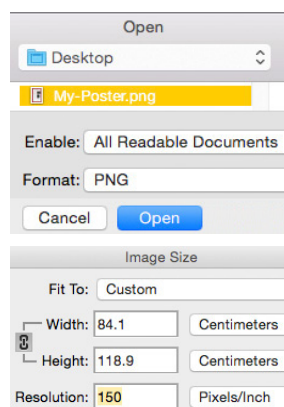 Open
Desktop
My-Poster.png
Enable: All Readable Documents
Format: PNG
Cancel Open
Image Size
Fit To: Custom
Width: 84.1 Centimeters
Height: 118.9 Centimeters
Resolution: 150 Pixels/Inch